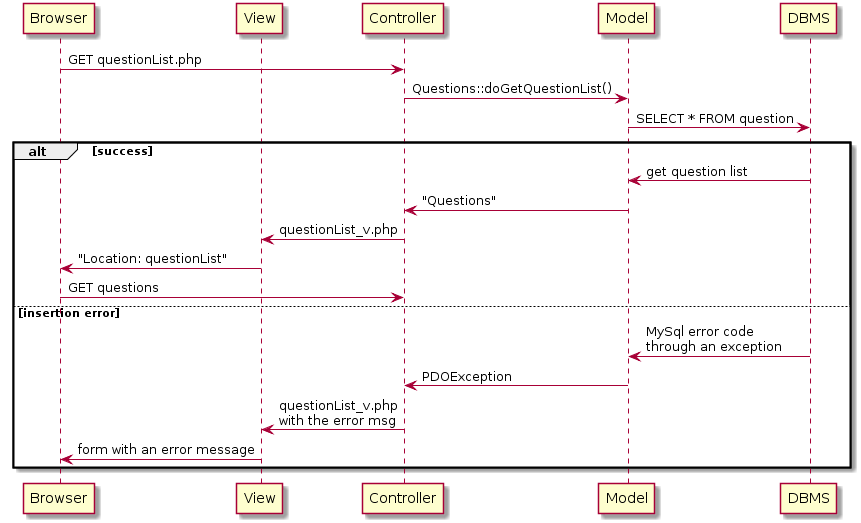 Browser View Controller Model DBMS
GET questionList.php
Questions::doGetQuestionList()
SELECT * FROM question
alt [success]
get question list
"Questions"
questionList_v.php
"Location: questionList"
GET questions
[insertion error]
MySql error code
through an exception
PDOException
questionList_v.php
with the error msg
form with an error message
Browser View Controller Model DBMS